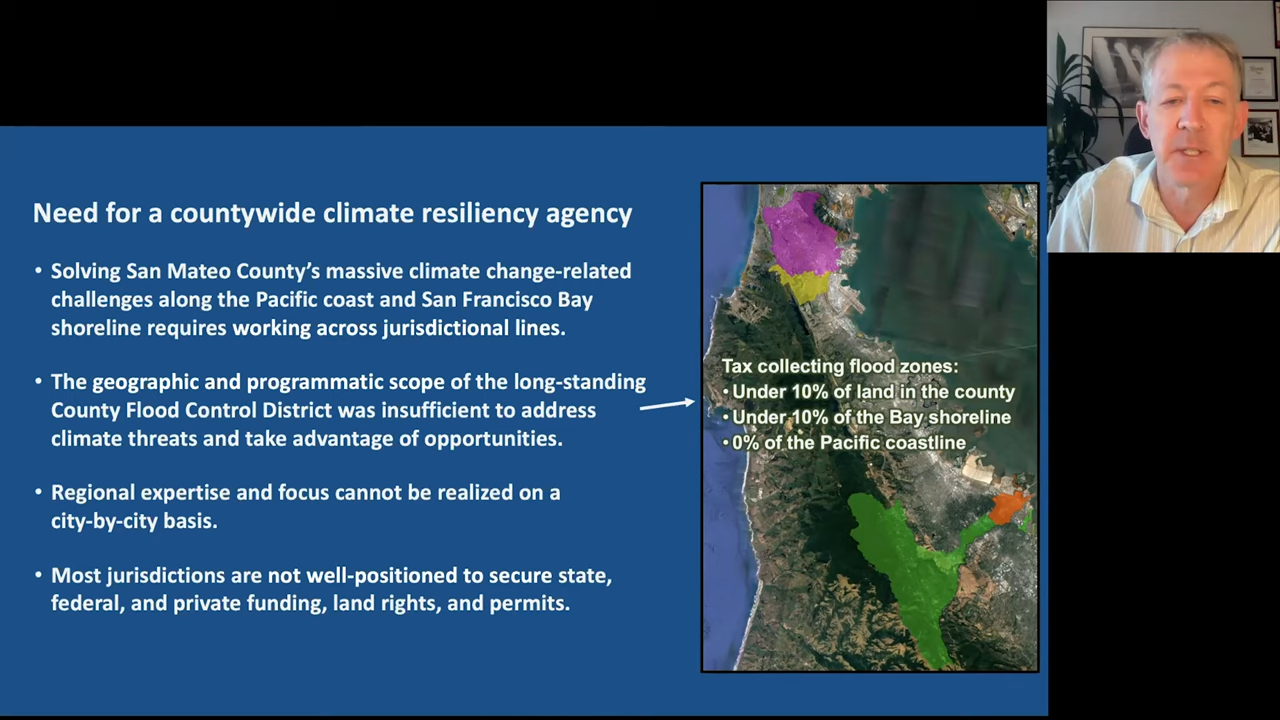 Need for a countywide climate resiliency agency
• Solving San Mateo County's massive climate change-related
challenges along the Pacific coast and San Francisco Bay
shoreline requires working across jurisdictional lines.
• The geographic and programmatic scope of the long-standing
County Flood Control District was insufficient to address
climate threats and take advantage of opportunities.
• Regional expertise and focus cannot be realized on a
city-by-city basis.
• Most jurisdictions are not well-positioned to secure state,
federal, and private funding, land rights, and permits.
Tax collecting flood zones:
• Under 10% of land in the county
• Under 10% of the Bay shoreline
• 0% of the Pacific coastline